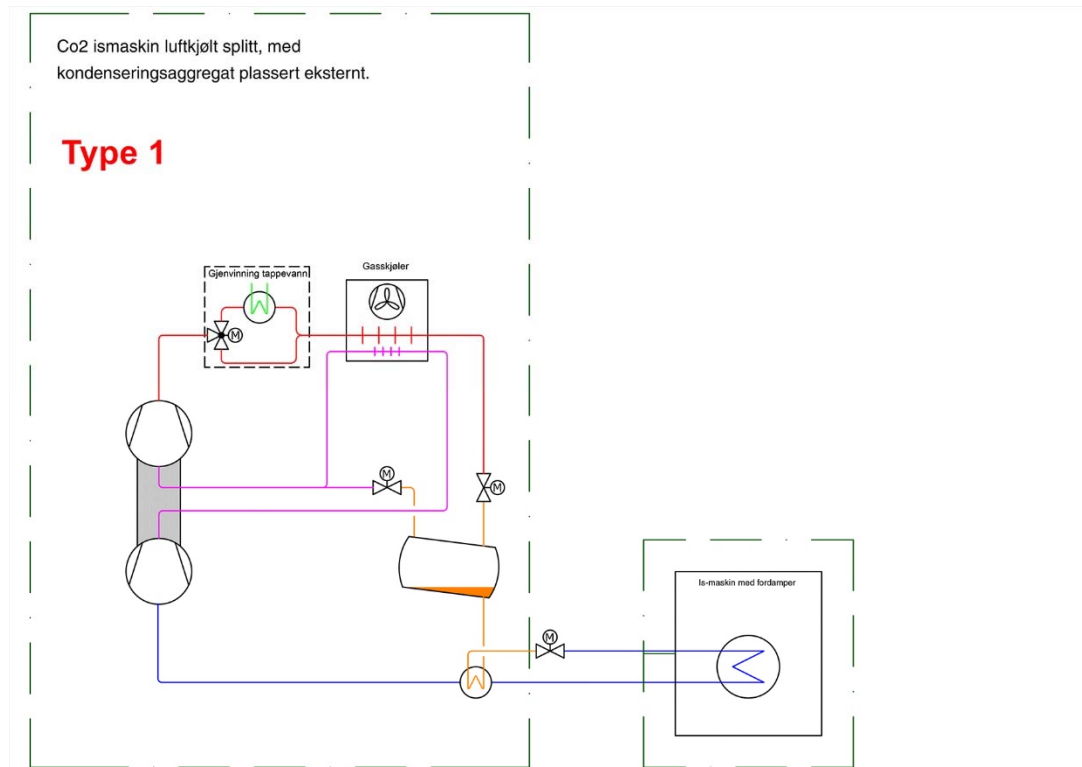 Co2 ismaskin luftkjølt splitt, med
kondenseringsaggregat plassert eksternt.
Type 1
Gjenvinning tappevann
Gasskjøler
M
M
M
Is-maskin med fordamper
M